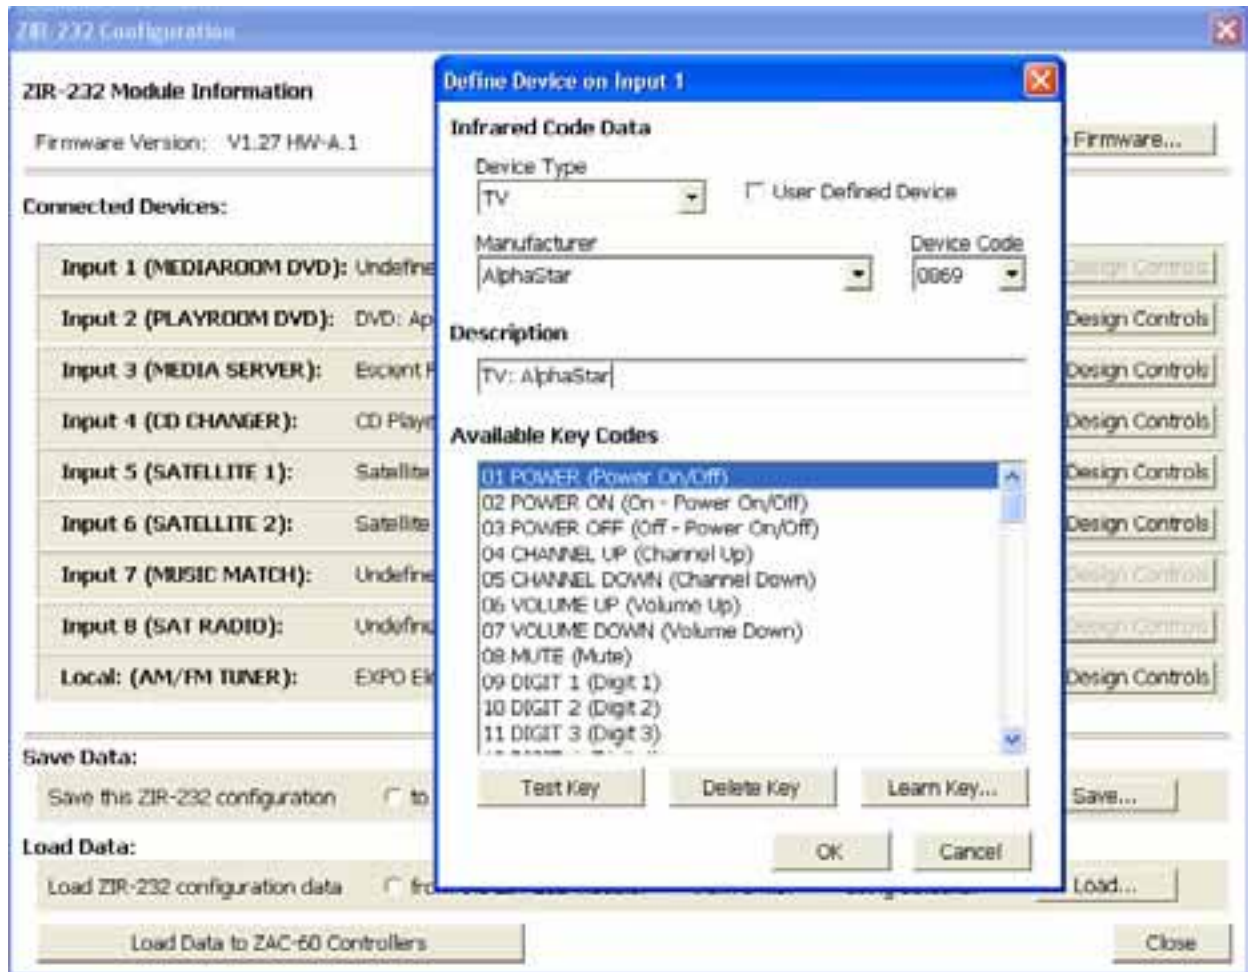 ZIR-232 Configuration
Define Device on Input 1
ZIR-232 Module Information
Firmware Version: V1.27 HW-A.1
Firmware...
Infrared Code Data
Device Type
TV
User Defined Device
Connected Devices:
Manufacturer
Device Code
AlphaStar
0869
Input 1 (MEDIAROOM DVD): Undefine
Design Controls
Input 2 (PLAYROOM DVD): DVD: Ap
Design Controls
Description
TV: AlphaStar
Input 3 (MEDIA SERVER): Escient F
Design Controls
Input 4 (CD CHANGER): CD Playe
Design Controls
Available Key Codes
01 POWER (Power On/Off)
02 POWER ON (On - Power On/Off)
03 POWER OFF (Off - Power On/Off)
04 CHANNEL UP (Channel Up)
05 CHANNEL DOWN (Channel Down)
06 VOLUME UP (Volume Up)
07 VOLUME DOWN (Volume Down)
08 MUTE (Mute)
09 DIGIT 1 (Digit 1)
10 DIGIT 2 (Digit 2)
11 DIGIT 3 (Digit 3)
Input 5 (SATELLITE 1): Satellite
Design Controls
Input 6 (SATELLITE 2): Satellite
Design Controls
Input 7 (MUSIC MATCH): Undefine
Design Controls
Input 8 (SAT RADIO): Undefine
Design Controls
Local: (AM/FM TUNER): EXPO Ele
Design Controls
Test Key
Delete Key
Learn Key...
OK
Cancel
Save Data:
Save this ZIR-232 configuration
to
Save...
Load Data:
Load ZIR-232 configuration data
Load...
Load Data to ZAC-60 Controllers
Close